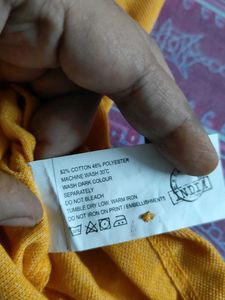 52% COTTON 48% POLYESTER
MACHINE WASH 30°C
WASH DARK COLOUR
SEPARATELY
DO NOT BLEACH
TUMBLE DRY LOW, WARM IRON
DO NOT IRON ON PRINT / EMBELLISHMENTS
INDIA